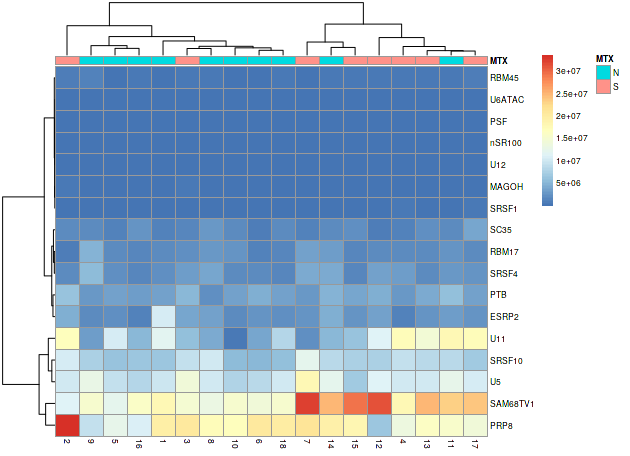 MTX
RBM45
U6ATAC
PSF
nSR100
U12
MAGOH
SRSF1
SC35
RBM17
SRSF4
PTB
ESRP2
U11
SRSF10
U5
SAM68TV1
PRP8
2 9 5 16 1 3 8 10 6 18 7 14 15 12 4 13 11 17
3e+07
2.5e+07
2e+07
1.5e+07
1e+07
5e+06
MTX
N
S